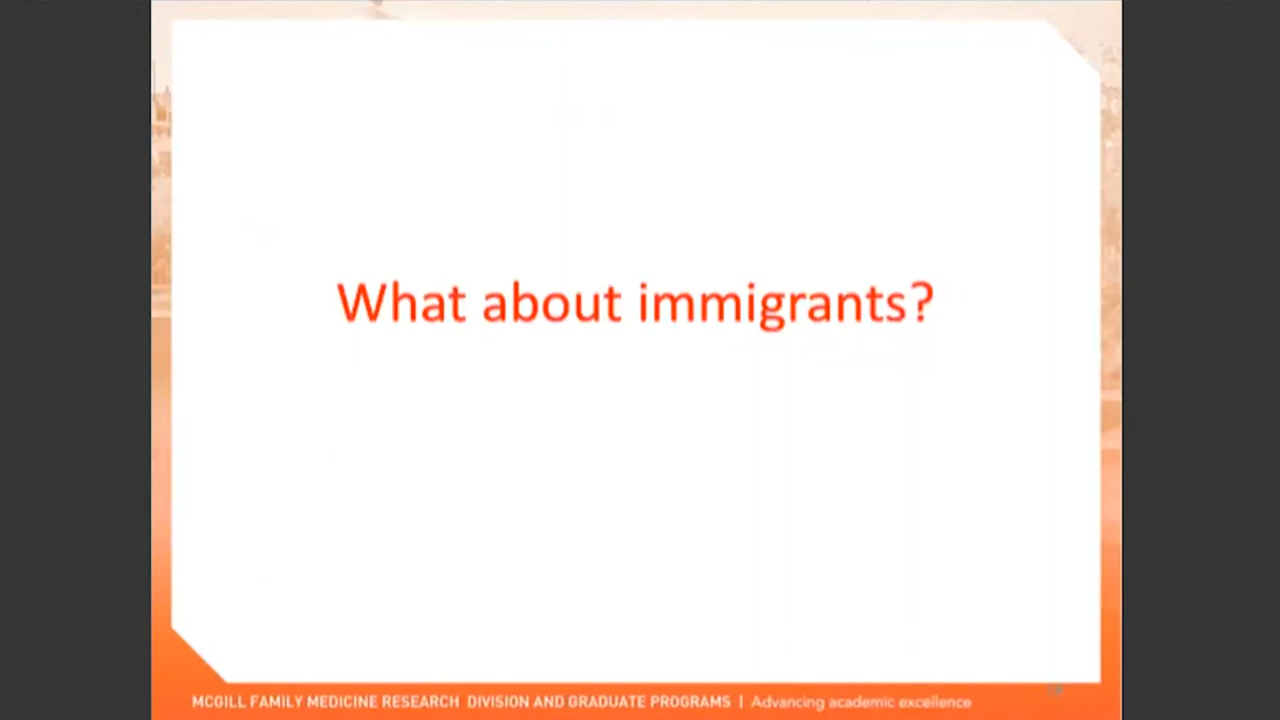 What about immigrants?
MCGILL FAMILY MEDICINE RESEARCH DIVISION AND GRADUATE PROGRAMS | Advancing academic excellence